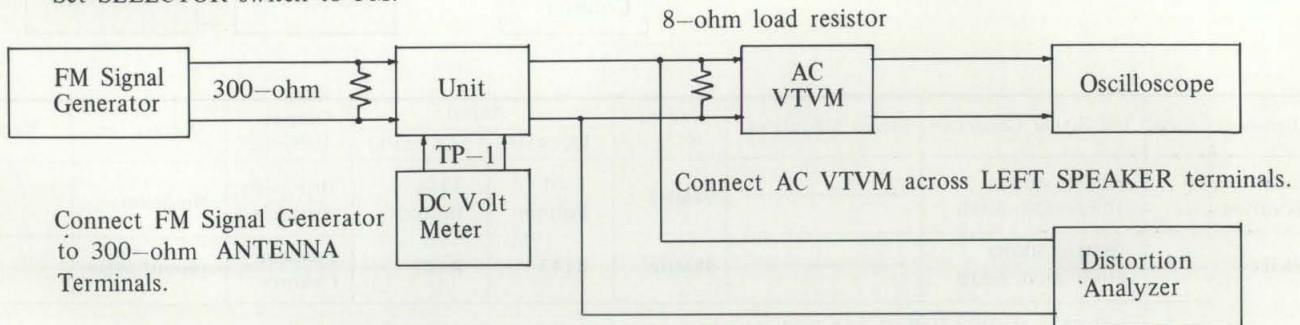 8-ohm load resistor
FM Signal
Generator
300-ohm
Unit
AC
VTVM
Oscilloscope
TP-1
DC Volt
Meter
Connect AC VTVM across LEFT SPEAKER terminals.
Connect FM Signal Generator
to 300-ohm ANTENNA
Terminals.
Distortion
Analyzer